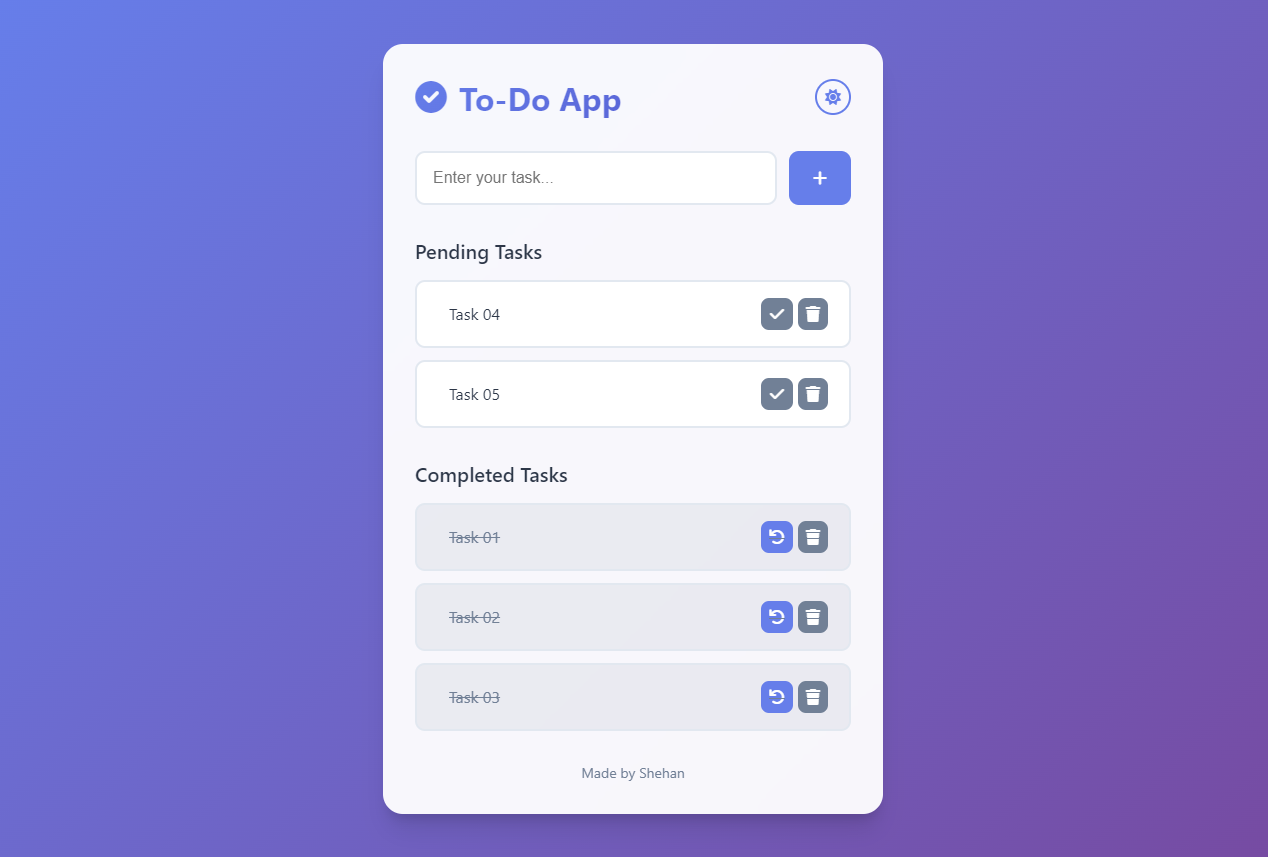 To-Do App
Enter your task...
Pending Tasks
Task 04
Task 05
Completed Tasks
Task 01
Task 02
Task 03
Made by Shehan